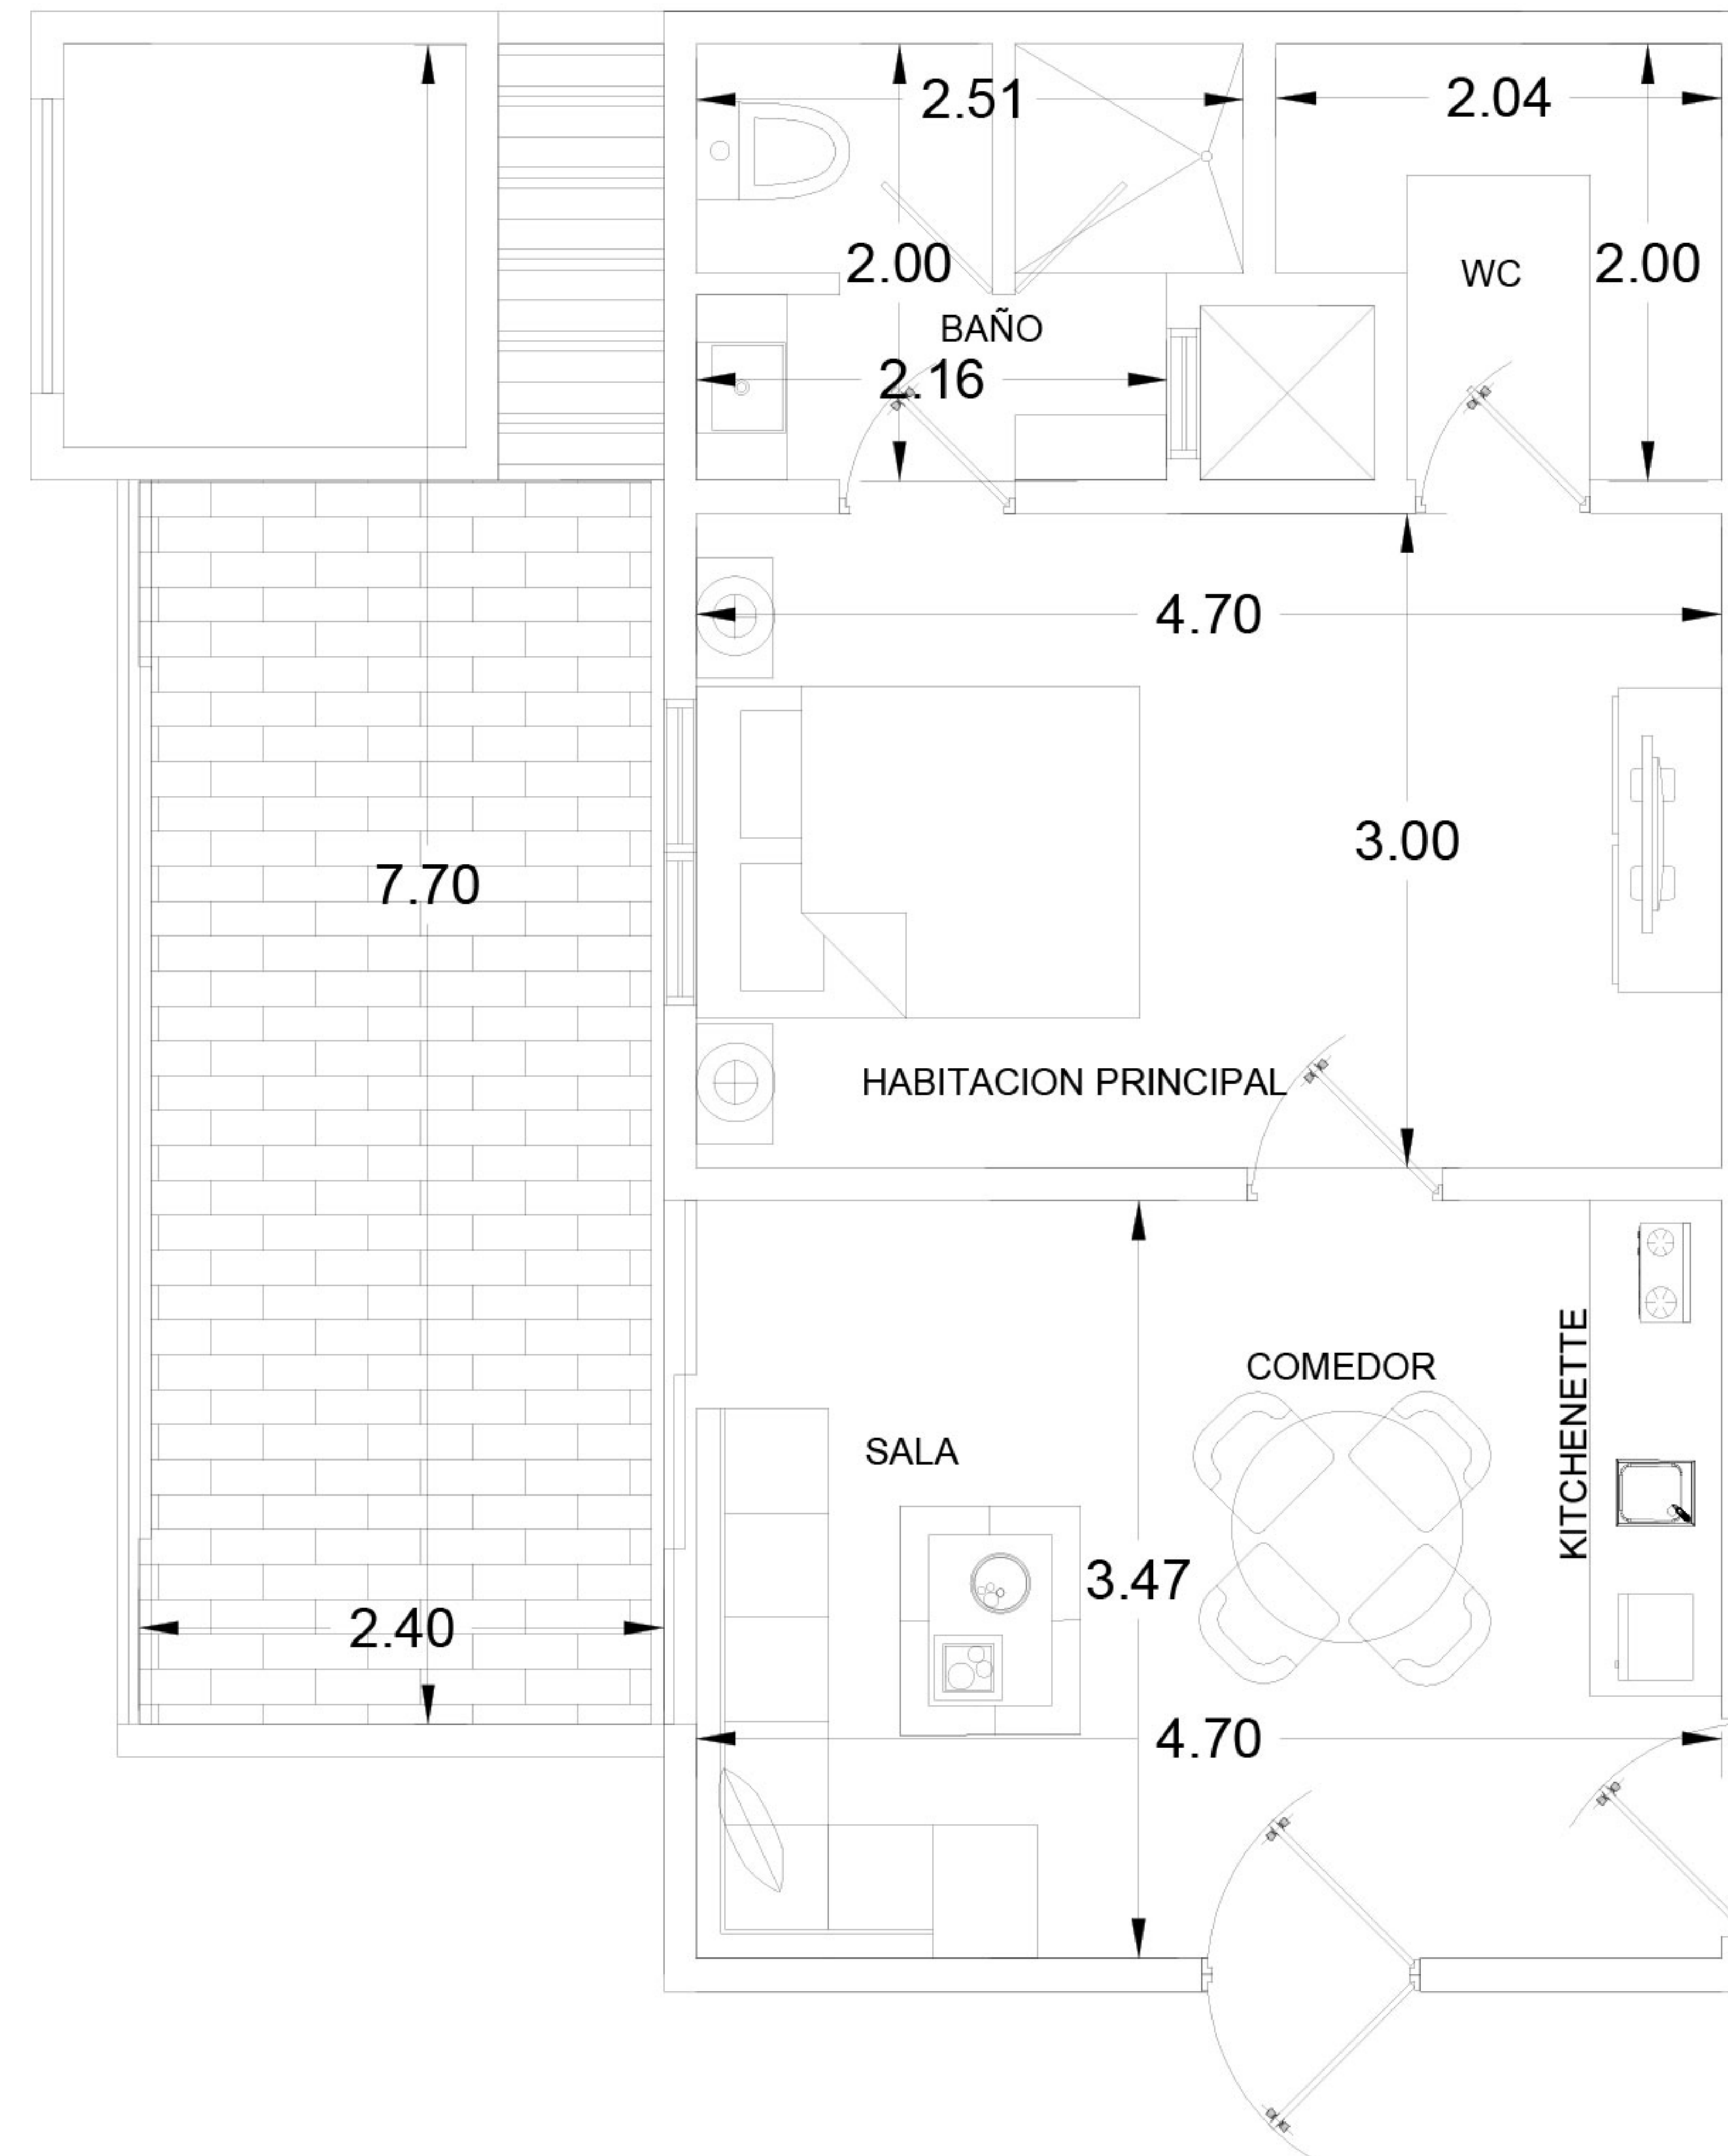 2.51
2.04
2.00
WC
2.00
BAÑO
2.16
4.70
3.00
7.70
HABITACION PRINCIPAL
COMEDOR
KITCHENETTE
SALA
3.47
2.40
4.70